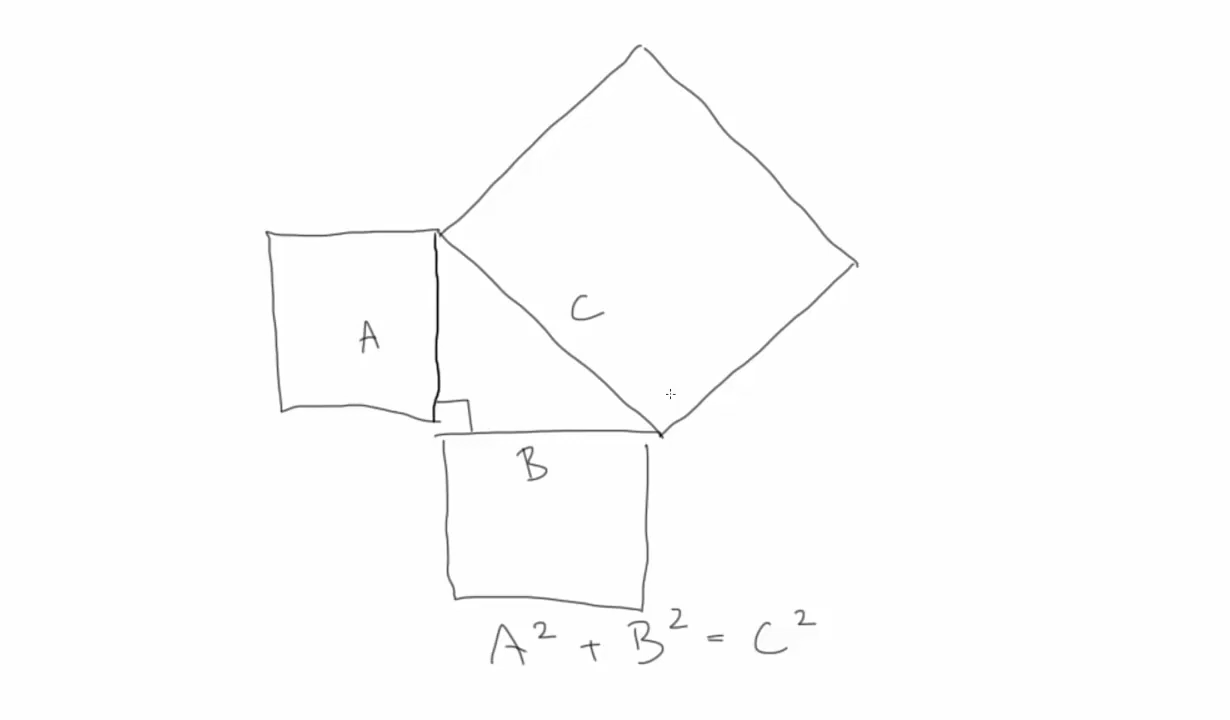 C
A
B
A² + B² = C²